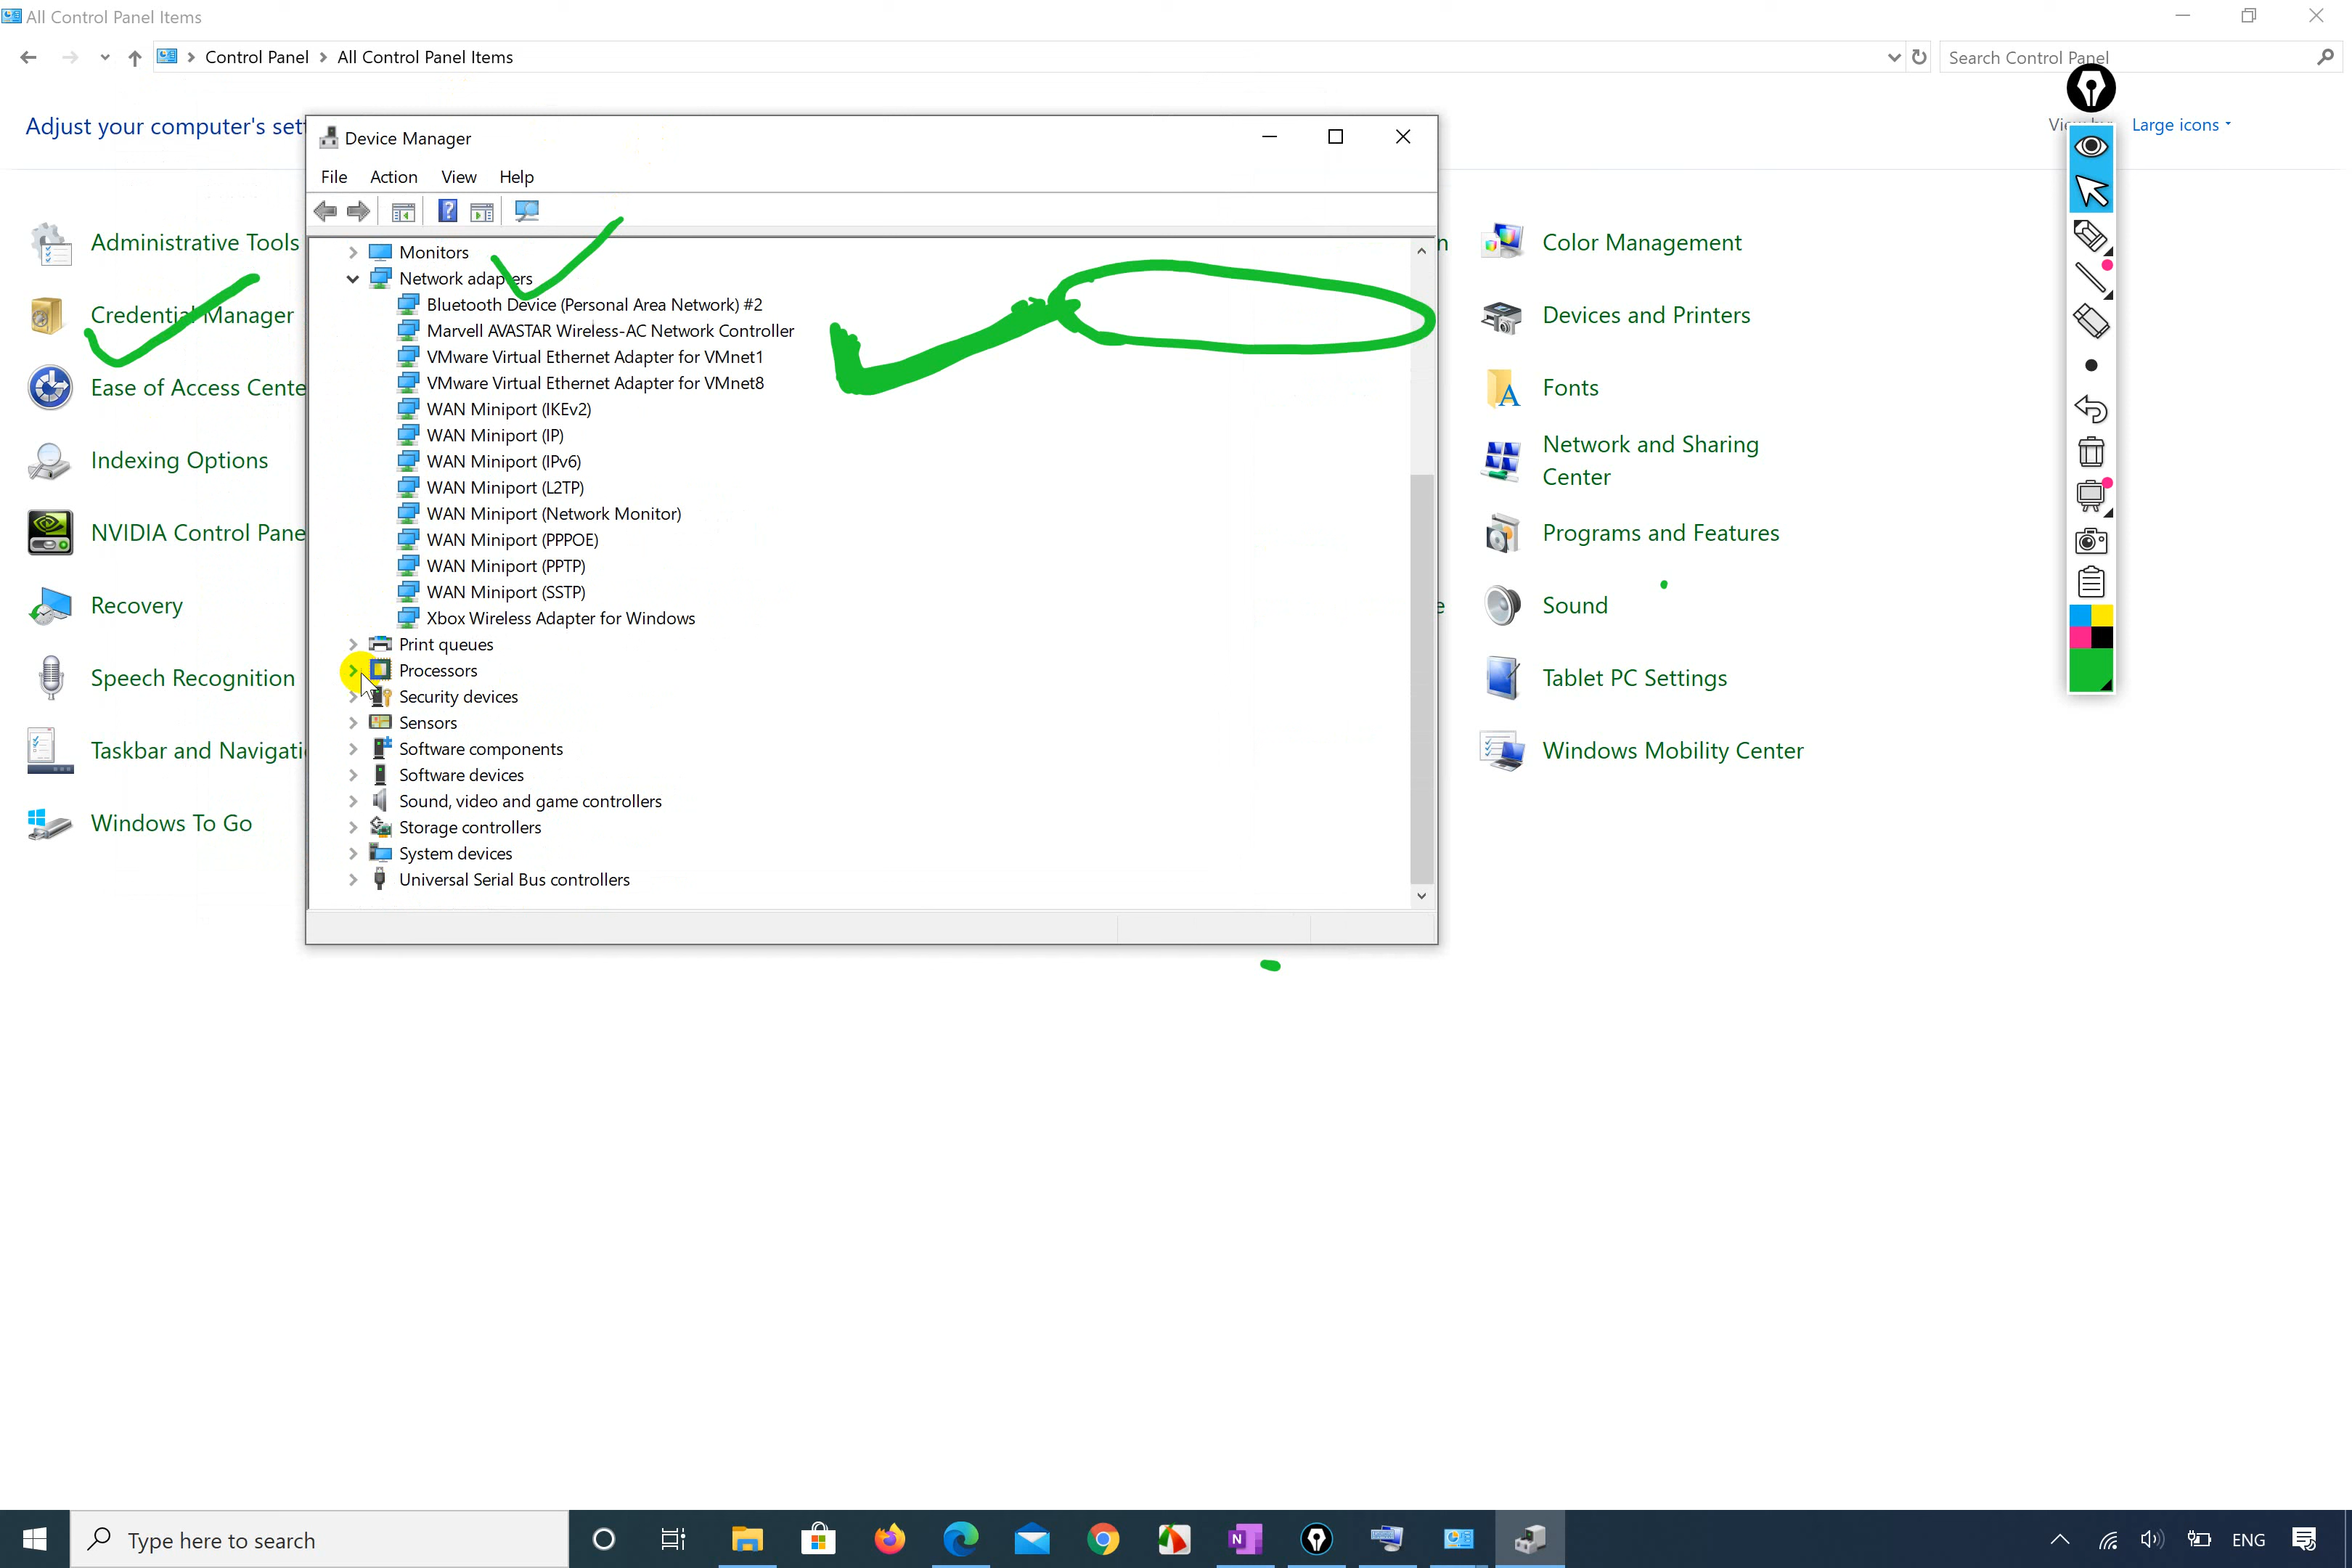 All Control Panel Items
Control Panel > All Control Panel Items
Search Control Panel
Adjust your computer's set
Large icons
Device Manager
File Action View Help
Monitors
Network adapters
Bluetooth Device (Personal Area Network) #2
Marvell AVASTAR Wireless-AC Network Controller
VMware Virtual Ethernet Adapter for VMnet1
VMware Virtual Ethernet Adapter for VMnet8
WAN Miniport (IKEv2)
WAN Miniport (IP)
WAN Miniport (IPv6)
WAN Miniport (L2TP)
WAN Miniport (Network Monitor)
WAN Miniport (PPPOE)
WAN Miniport (PPTP)
WAN Miniport (SSTP)
Xbox Wireless Adapter for Windows
Print queues
Processors
Security devices
Sensors
Software components
Software devices
Sound, video and game controllers
Storage controllers
System devices
Universal Serial Bus controllers
Administrative Tools
Credential Manager
Ease of Access Cente
Indexing Options
NVIDIA Control Pane
Recovery
Speech Recognition
Taskbar and Navigati
Windows To Go
Color Management
Devices and Printers
Fonts
Network and Sharing
Center
Programs and Features
Sound
Tablet PC Settings
Windows Mobility Center
Type here to search
ENG